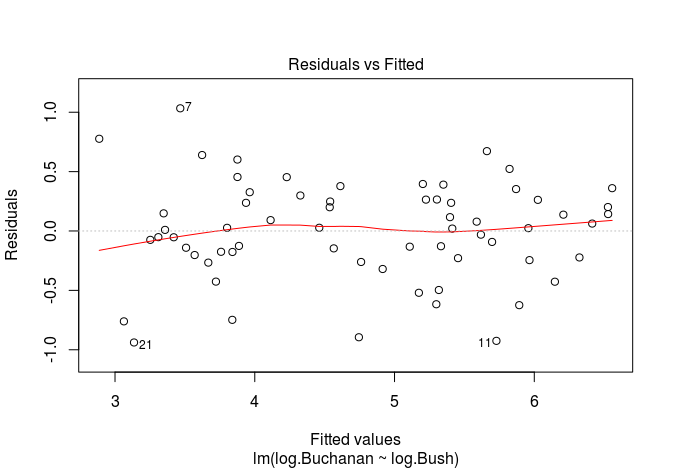 Residuals vs Fitted
Residuals
1.0
0.5
0.0
-0.5
-1.0
7
21
11
3 4 5 6
Fitted values
lm(log.Buchanan ~ log.Bush)